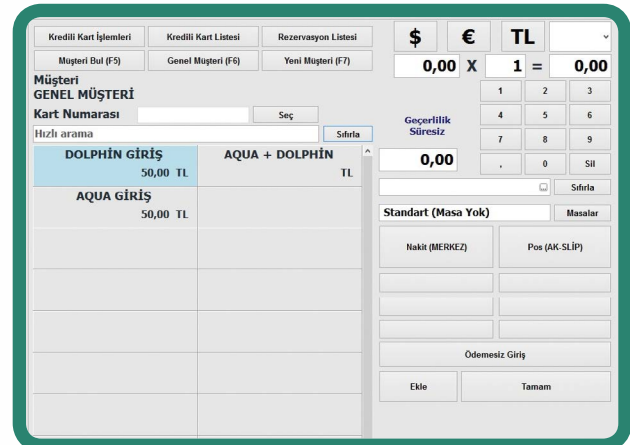 Kredili Kart İşlemleri
Kredili Kart Listesi
Rezervasyon Listesi
Müşteri Bul (F5)
Genel Müşteri (F6)
Yeni Müşteri (F7)
Müşteri
GENEL MÜŞTERİ
Kart Numarası
Seç
Hızlı arama
Sıfırla
DOLPHİN GİRİŞ
50,00 TL
AQUA + DOLPHİN
TL
AQUA GİRİŞ
50,00 TL
$ € TL
0,00 X 1 = 0,00
Geçerlilik
Süresiz
0,00
1 2 3
4 5 6
7 8 9
, 0 Sil
Sıfırla
Standart (Masa Yok)
Masalar
Nakit (MERKEZ)
Pos (AK-SLİP)
Ödemesiz Giriş
Ekle
Tamam